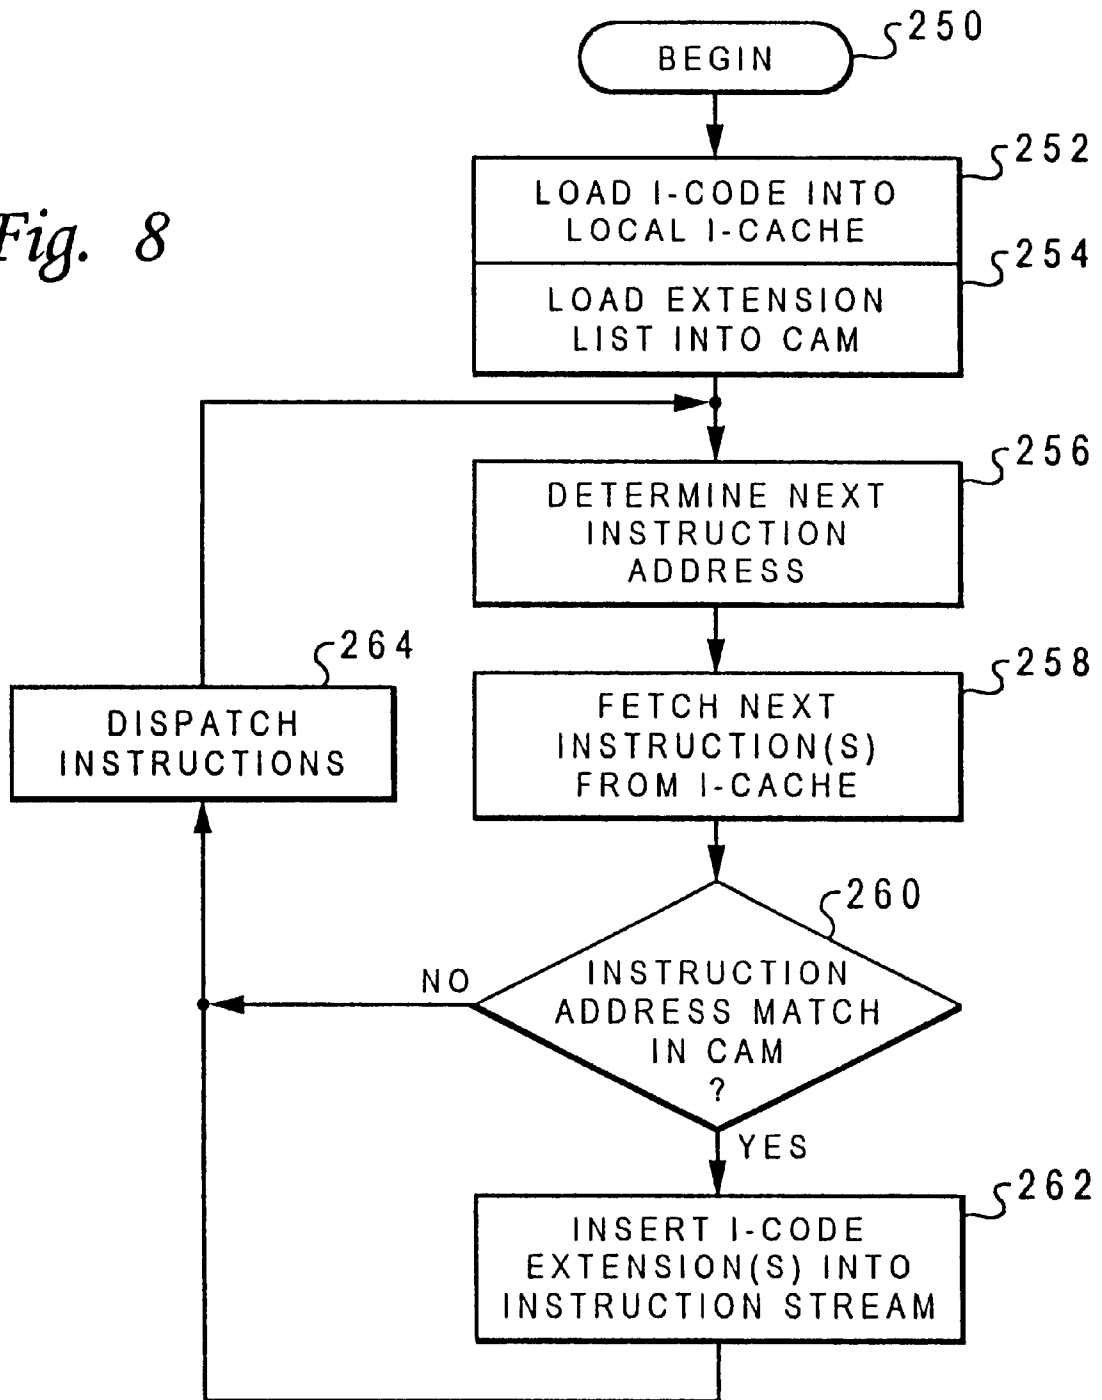 Fig. 8
250
BEGIN
252
LOAD I-CODE INTO
LOCAL I-CACHE
254
LOAD EXTENSION
LIST INTO CAM
256
DETERMINE NEXT
INSTRUCTION
ADDRESS
264
DISPATCH
INSTRUCTIONS
258
FETCH NEXT
INSTRUCTION(S)
FROM I-CACHE
260
INSTRUCTION
ADDRESS MATCH
IN CAM
?
NO
YES
262
INSERT I-CODE
EXTENSION(S) INTO
INSTRUCTION STREAM